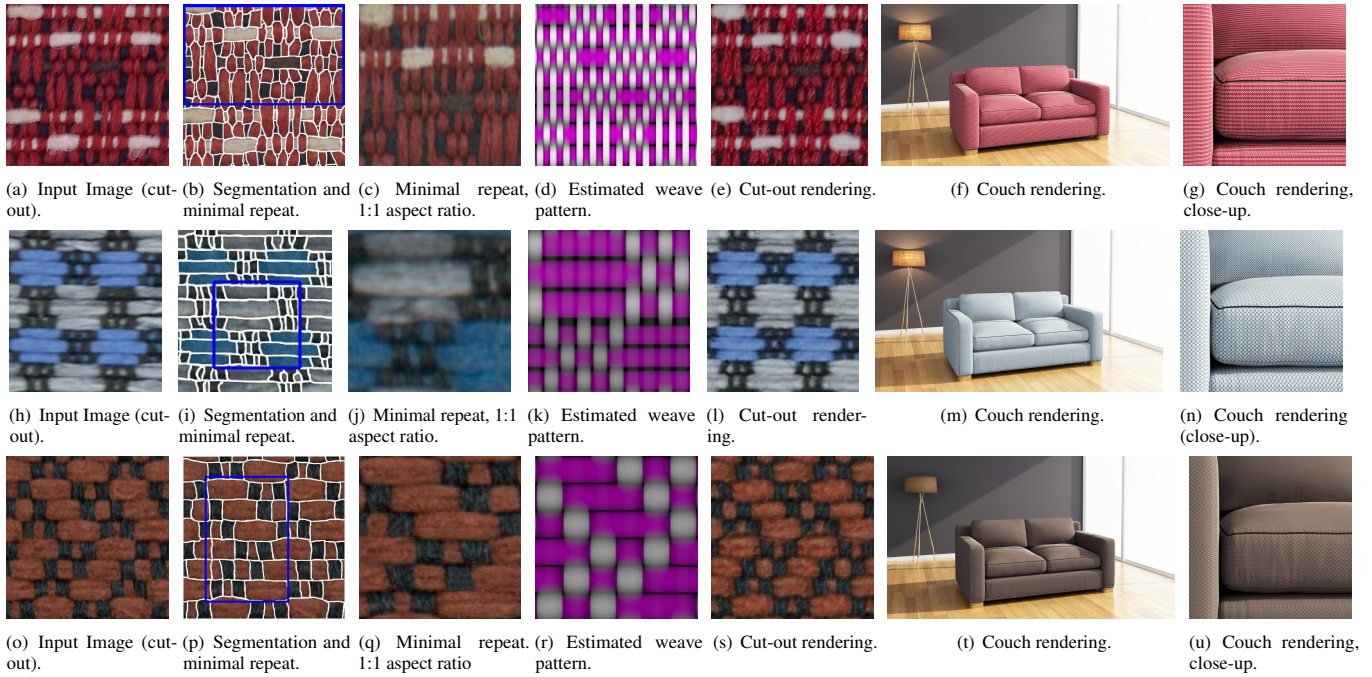 (a) Input Image (cut-out).
(b) Segmentation and minimal repeat.
(c) Minimal repeat, 1:1 aspect ratio.
(d) Estimated weave pattern.
(e) Cut-out rendering.
(f) Couch rendering.
(g) Couch rendering, close-up.
(h) Input Image (cut-out).
(i) Segmentation and minimal repeat.
(j) Minimal repeat, 1:1 aspect ratio.
(k) Estimated weave pattern.
(l) Cut-out render-ing.
(m) Couch rendering.
(n) Couch rendering (close-up).
(o) Input Image (cut-out).
(p) Segmentation and minimal repeat.
(q) Minimal repeat. 1:1 aspect ratio
(r) Estimated weave pattern.
(s) Cut-out rendering.
(t) Couch rendering.
(u) Couch rendering, close-up.